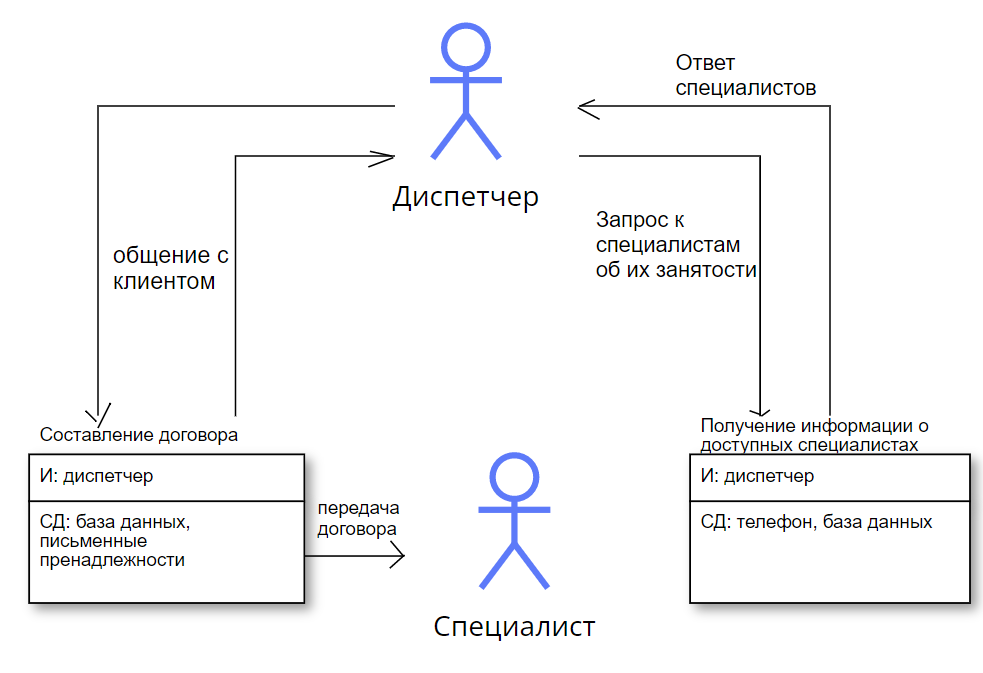 Ответ
специалистов
Диспетчер
Запрос к
специалистам
об их занятости
общение с
клиентом
Составление договора
И: диспетчер
СД: база данных,
письменные
пренадлежности
передача
договора
Специалист
Получение информации о
доступных специалистах
И: диспетчер
СД: телефон, база данных